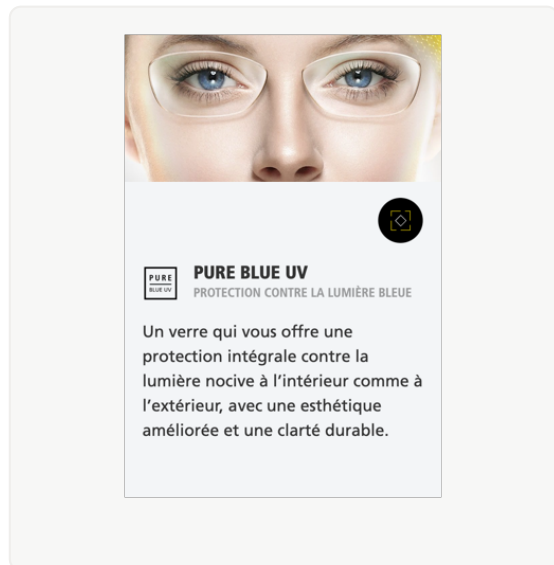 PURE
BLUE UV
PURE BLUE UV
PROTECTION CONTRE LA LUMIÈRE BLEUE
Un verre qui vous offre une
protection intégrale contre la
lumière nocive à l’intérieur comme à
l’extérieur, avec une esthétique
améliorée et une clarté durable.